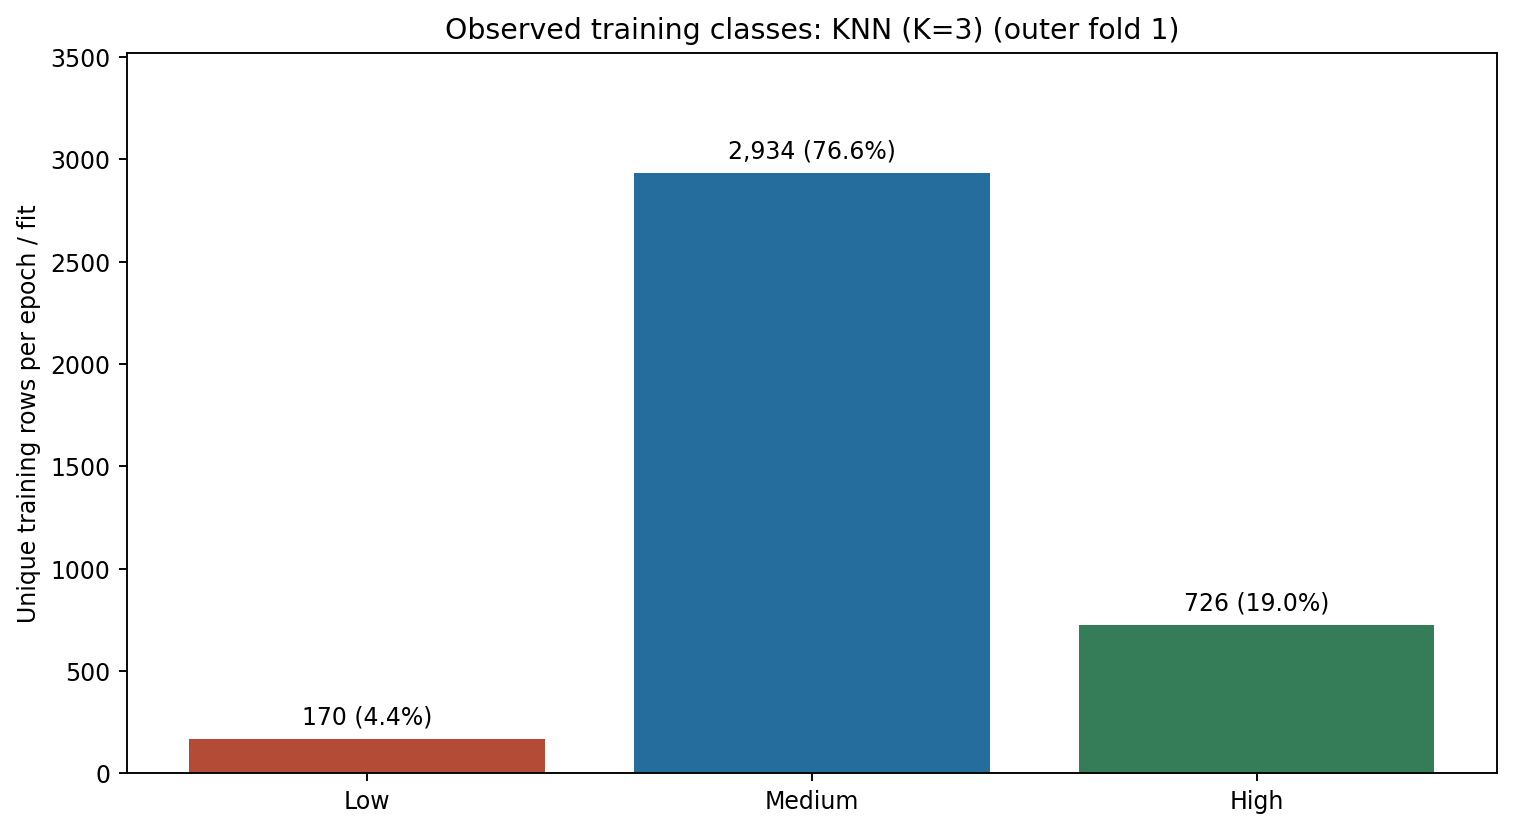 Observed training classes: KNN (K=3) (outer fold 1)
Unique training rows per epoch / fit
3500
3000
2500
2000
1500
1000
500
0
170 (4.4%)
2,934 (76.6%)
726 (19.0%)
Low
Medium
High